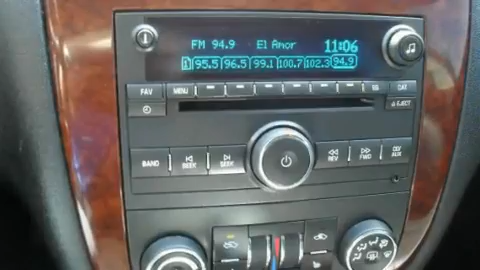 FM 94.9 El Amor 11:06
1 95.5 96.5 99.1 100.7 102.3 94.9
FAV MENU CAT
EJECT
BAND SEEK SEEK REV FWD CD/AUX